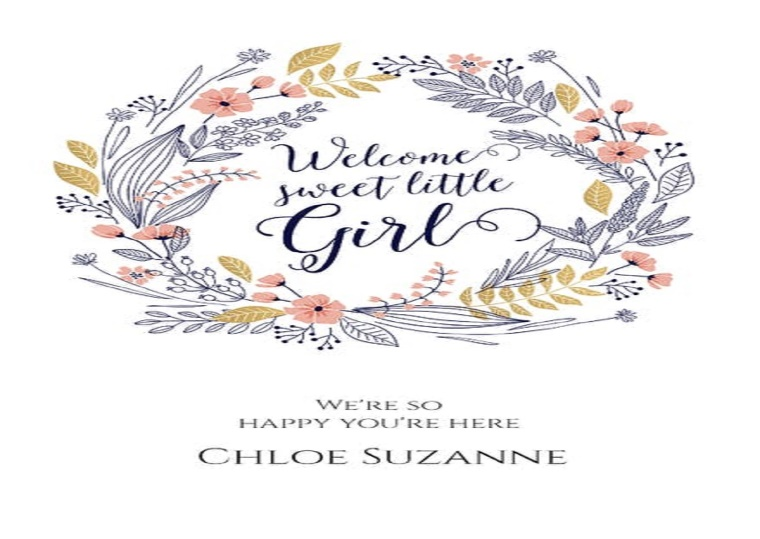 Welcome
sweet little
Girl
WE'RE SO
HAPPY YOU'RE HERE
CHLOE SUZANNE